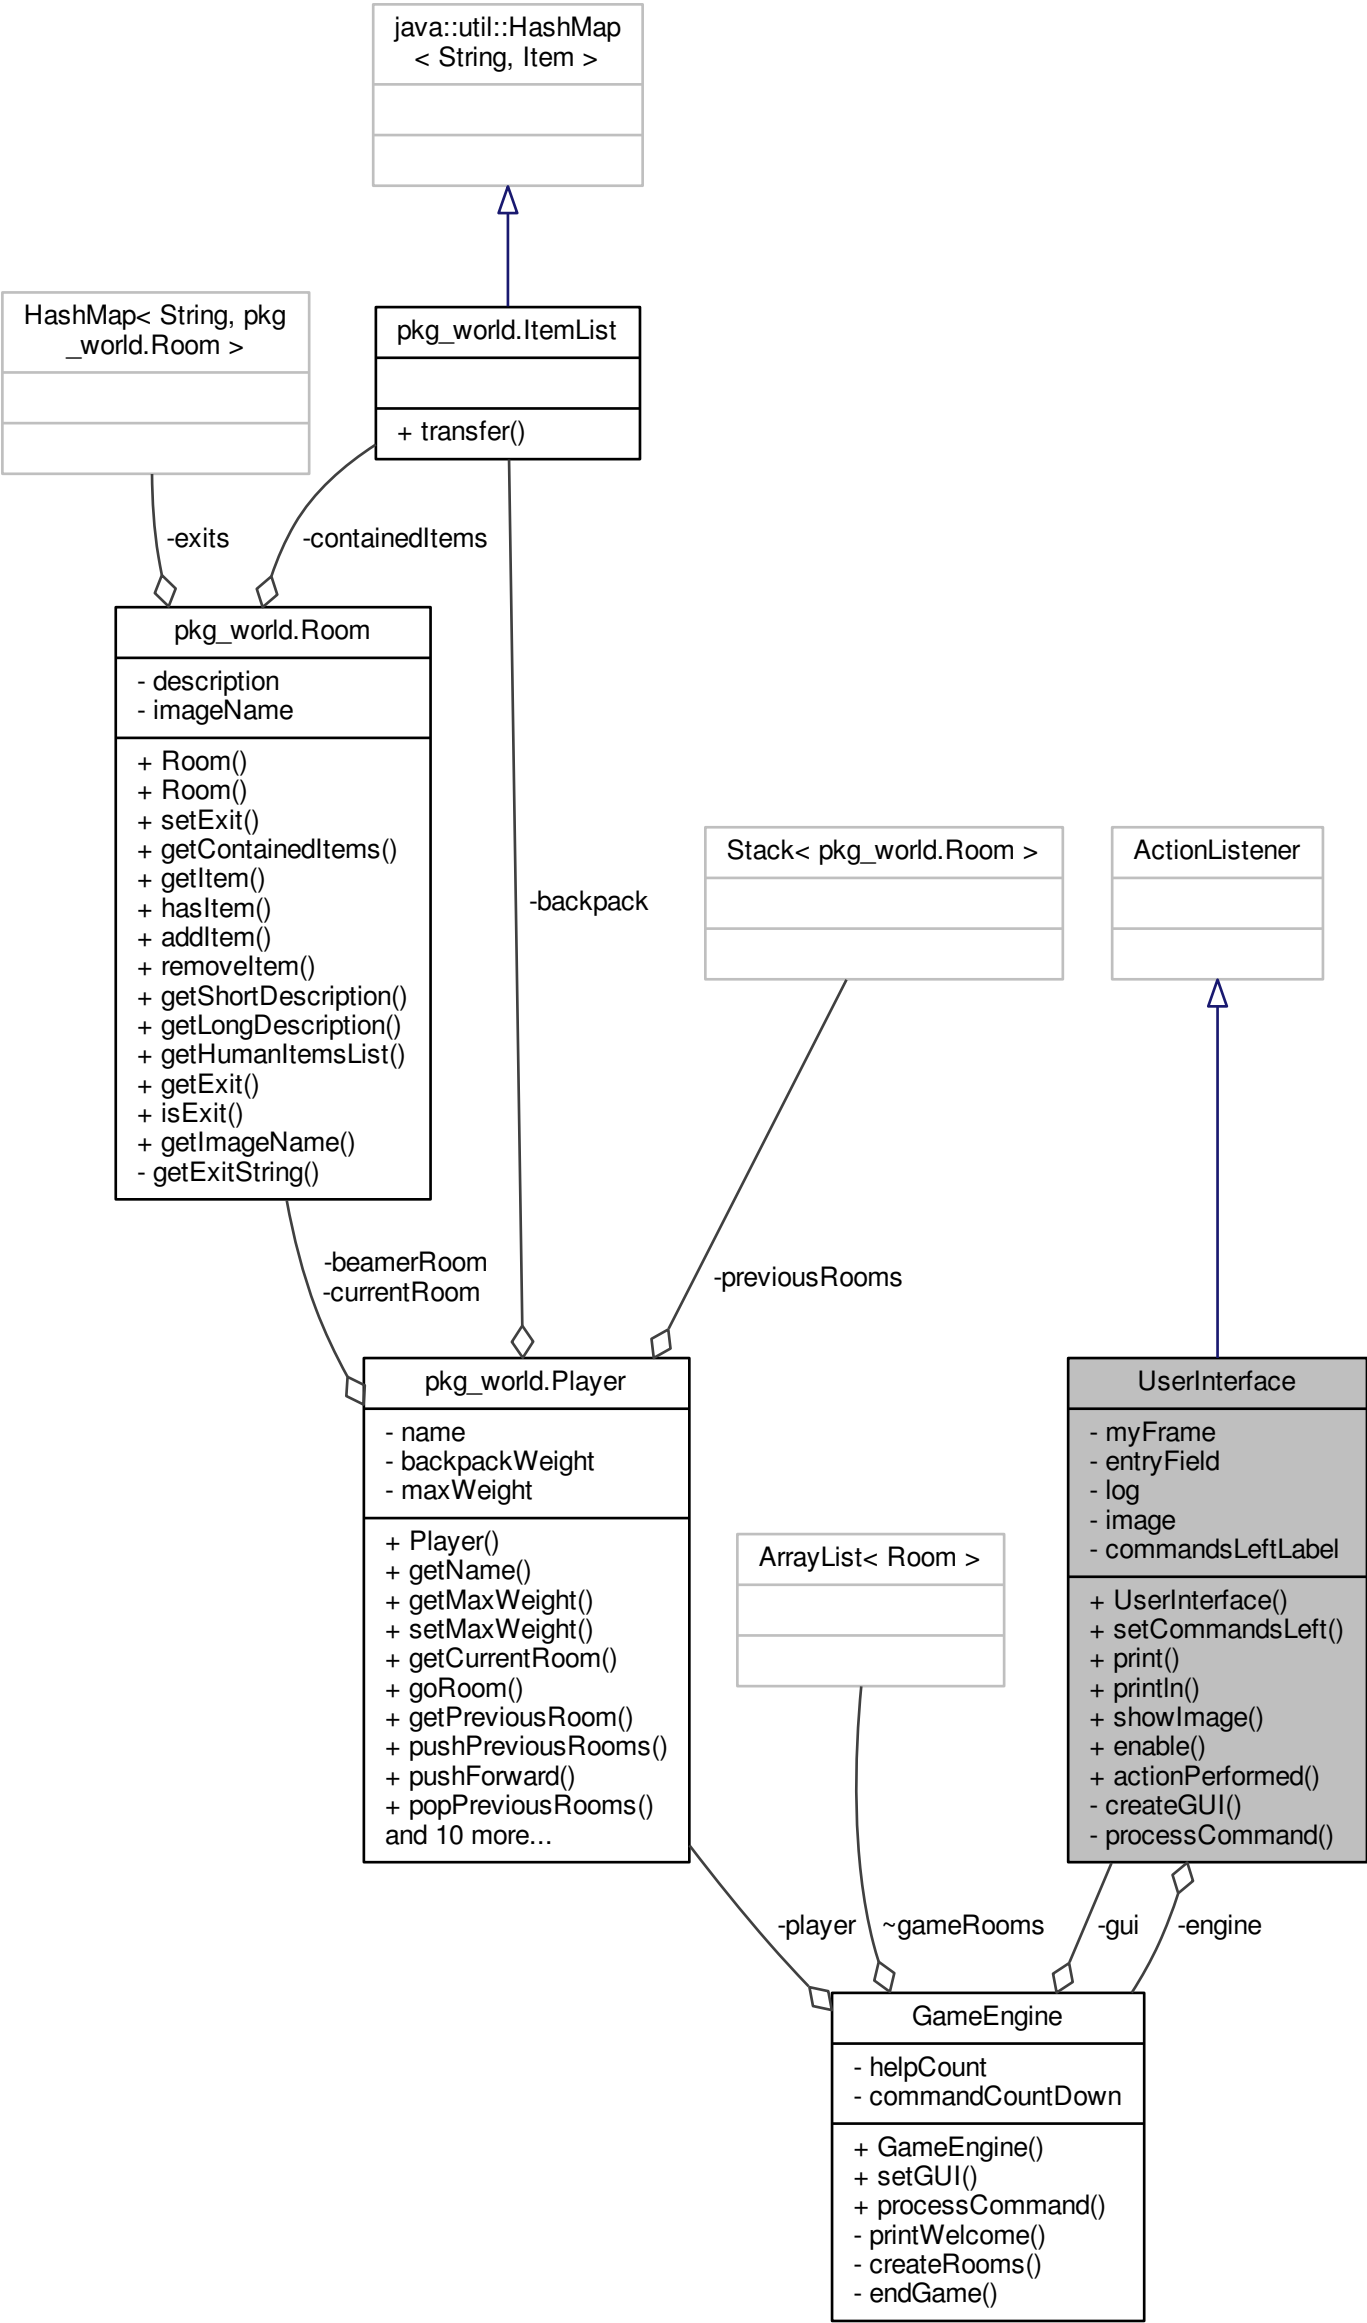 java::util::HashMap
< String, Item >
HashMap< String, pkg
_world.Room >
pkg_world.ItemList
+ transfer()
-exits
-containedItems
pkg_world.Room
- description
- imageName
+ Room()
+ Room()
+ setExit()
+ getContainedItems()
+ getItem()
+ hasItem()
+ addItem()
+ removeItem()
+ getShortDescription()
+ getLongDescription()
+ getHumanItemsList()
+ getExit()
+ isExit()
+ getImageName()
- getExitString()
-backpack
Stack< pkg_world.Room >
ActionListener
-beamerRoom
-currentRoom
-previousRooms
pkg_world.Player
- name
- backpackWeight
- maxWeight
+ Player()
+ getName()
+ getMaxWeight()
+ setMaxWeight()
+ getCurrentRoom()
+ goRoom()
+ getPreviousRoom()
+ pushPreviousRooms()
+ pushForward()
+ popPreviousRooms()
and 10 more...
ArrayList< Room >
UserInterface
- myFrame
- entryField
- log
- image
- commandsLeftLabel
+ UserInterface()
+ setCommandsLeft()
+ print()
+ println()
+ showImage()
+ enable()
+ actionPerformed()
- createGUI()
- processCommand()
-player
~gameRooms
-gui
-engine
GameEngine
- helpCount
- commandCountDown
+ GameEngine()
+ setGUI()
+ processCommand()
- printWelcome()
- createRooms()
- endGame()